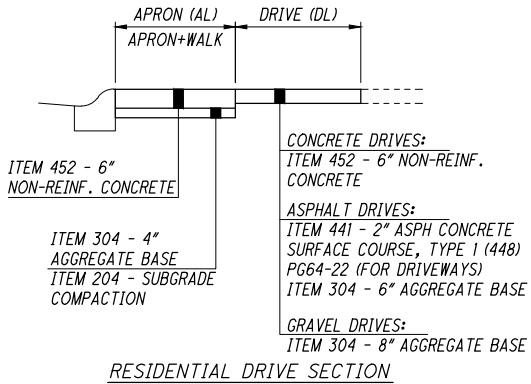 APRON (AL)
DRIVE (DL)
APRON+WALK
ITEM 452 - 6"
NON-REINF. CONCRETE
ITEM 304 - 4"
AGGREGATE BASE
ITEM 204 - SUBGRADE
COMPACTION
CONCRETE DRIVES:
ITEM 452 - 6" NON-REINF.
CONCRETE
ASPHALT DRIVES:
ITEM 441 - 2" ASPH CONCRETE
SURFACE COURSE, TYPE 1 (448)
PG64-22 (FOR DRIVEWAYS)
ITEM 304 - 6" AGGREGATE BASE
GRAVEL DRIVES:
ITEM 304 - 8" AGGREGATE BASE
RESIDENTIAL DRIVE SECTION